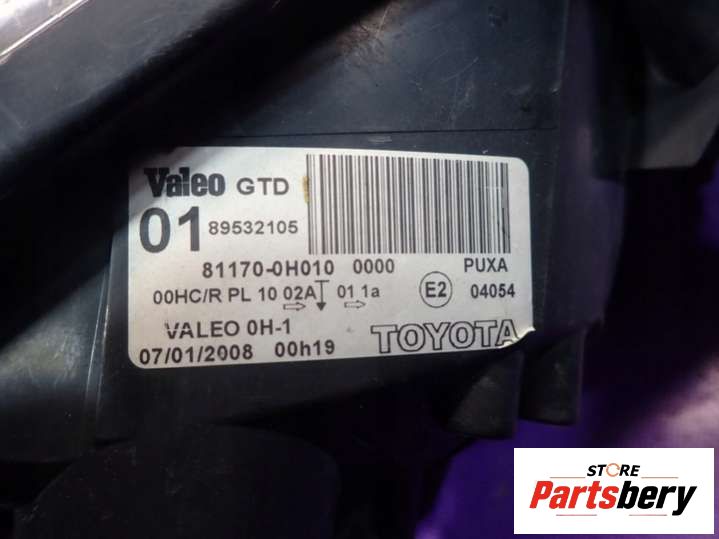 Valeo GTD
01 89532105
81170-0H010 0000 PUXA
00HC/R PL 10 02A 01 1a E2 04054
VALEO 0H-1 TOYOTA
07/01/2008 00h19
STORE
Partsbery